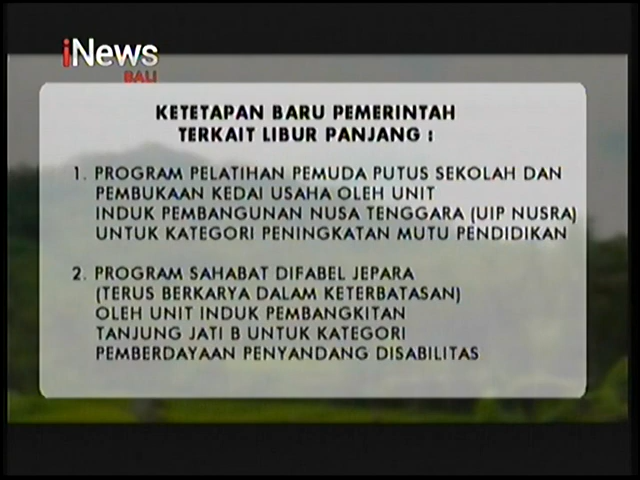 iNews
BALI
KETETAPAN BARU PEMERINTAH
TERKAIT LIBUR PANJANG :
1. PROGRAM PELATIHAN PEMUDA PUTUS SEKOLAH DAN
PEMBUKAAN KEDAI USAHA OLEH UNIT
INDUK PEMBANGUNAN NUSA TENGGARA (UIP NUSRA)
UNTUK KATEGORI PENINGKATAN MUTU PENDIDIKAN
2. PROGRAM SAHABAT DIFABEL JEPARA
(TERUS BERKARYA DALAM KETERBATASAN)
OLEH UNIT INDUK PEMBANGKITAN
TANJUNG JATI B UNTUK KATEGORI
PEMBERDAYAAN PENYANDANG DISABILITAS